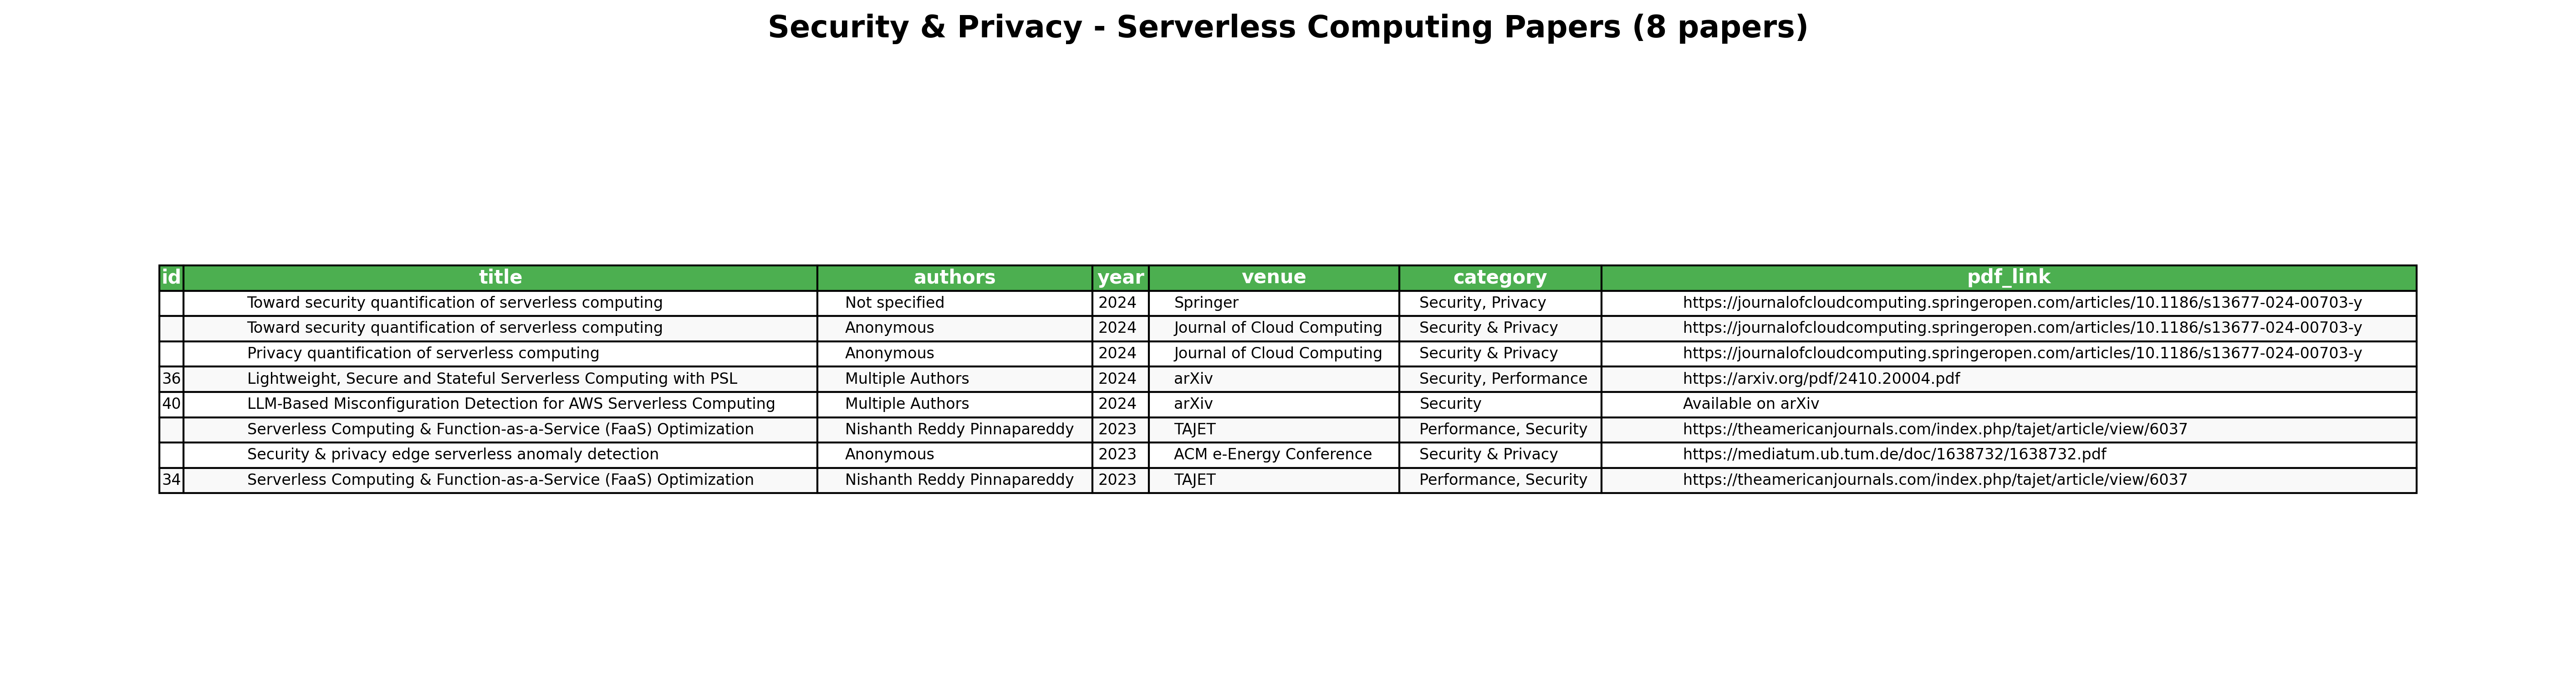 Security & Privacy - Serverless Computing Papers (8 papers)
id title authors year venue category pdf_link
Toward security quantification of serverless computing Not specified 2024 Springer Security, Privacy https://journalofcloudcomputing.springeropen.com/articles/10.1186/s13677-024-00703-y
Toward security quantification of serverless computing Anonymous 2024 Journal of Cloud Computing Security & Privacy https://journalofcloudcomputing.springeropen.com/articles/10.1186/s13677-024-00703-y
Privacy quantification of serverless computing Anonymous 2024 Journal of Cloud Computing Security & Privacy https://journalofcloudcomputing.springeropen.com/articles/10.1186/s13677-024-00703-y
36 Lightweight, Secure and Stateful Serverless Computing with PSL Multiple Authors 2024 arXiv Security, Performance https://arxiv.org/pdf/2410.20004.pdf
40 LLM-Based Misconfiguration Detection for AWS Serverless Computing Multiple Authors 2024 arXiv Security Available on arXiv
Serverless Computing & Function-as-a-Service (FaaS) Optimization Nishanth Reddy Pinnapareddy 2023 TAJET Performance, Security https://theamericanjournals.com/index.php/tajet/article/view/6037
Security & privacy edge serverless anomaly detection Anonymous 2023 ACM e-Energy Conference Security & Privacy https://mediatum.ub.tum.de/doc/1638732/1638732.pdf
34 Serverless Computing & Function-as-a-Service (FaaS) Optimization Nishanth Reddy Pinnapareddy 2023 TAJET Performance, Security https://theamericanjournals.com/index.php/tajet/article/view/6037